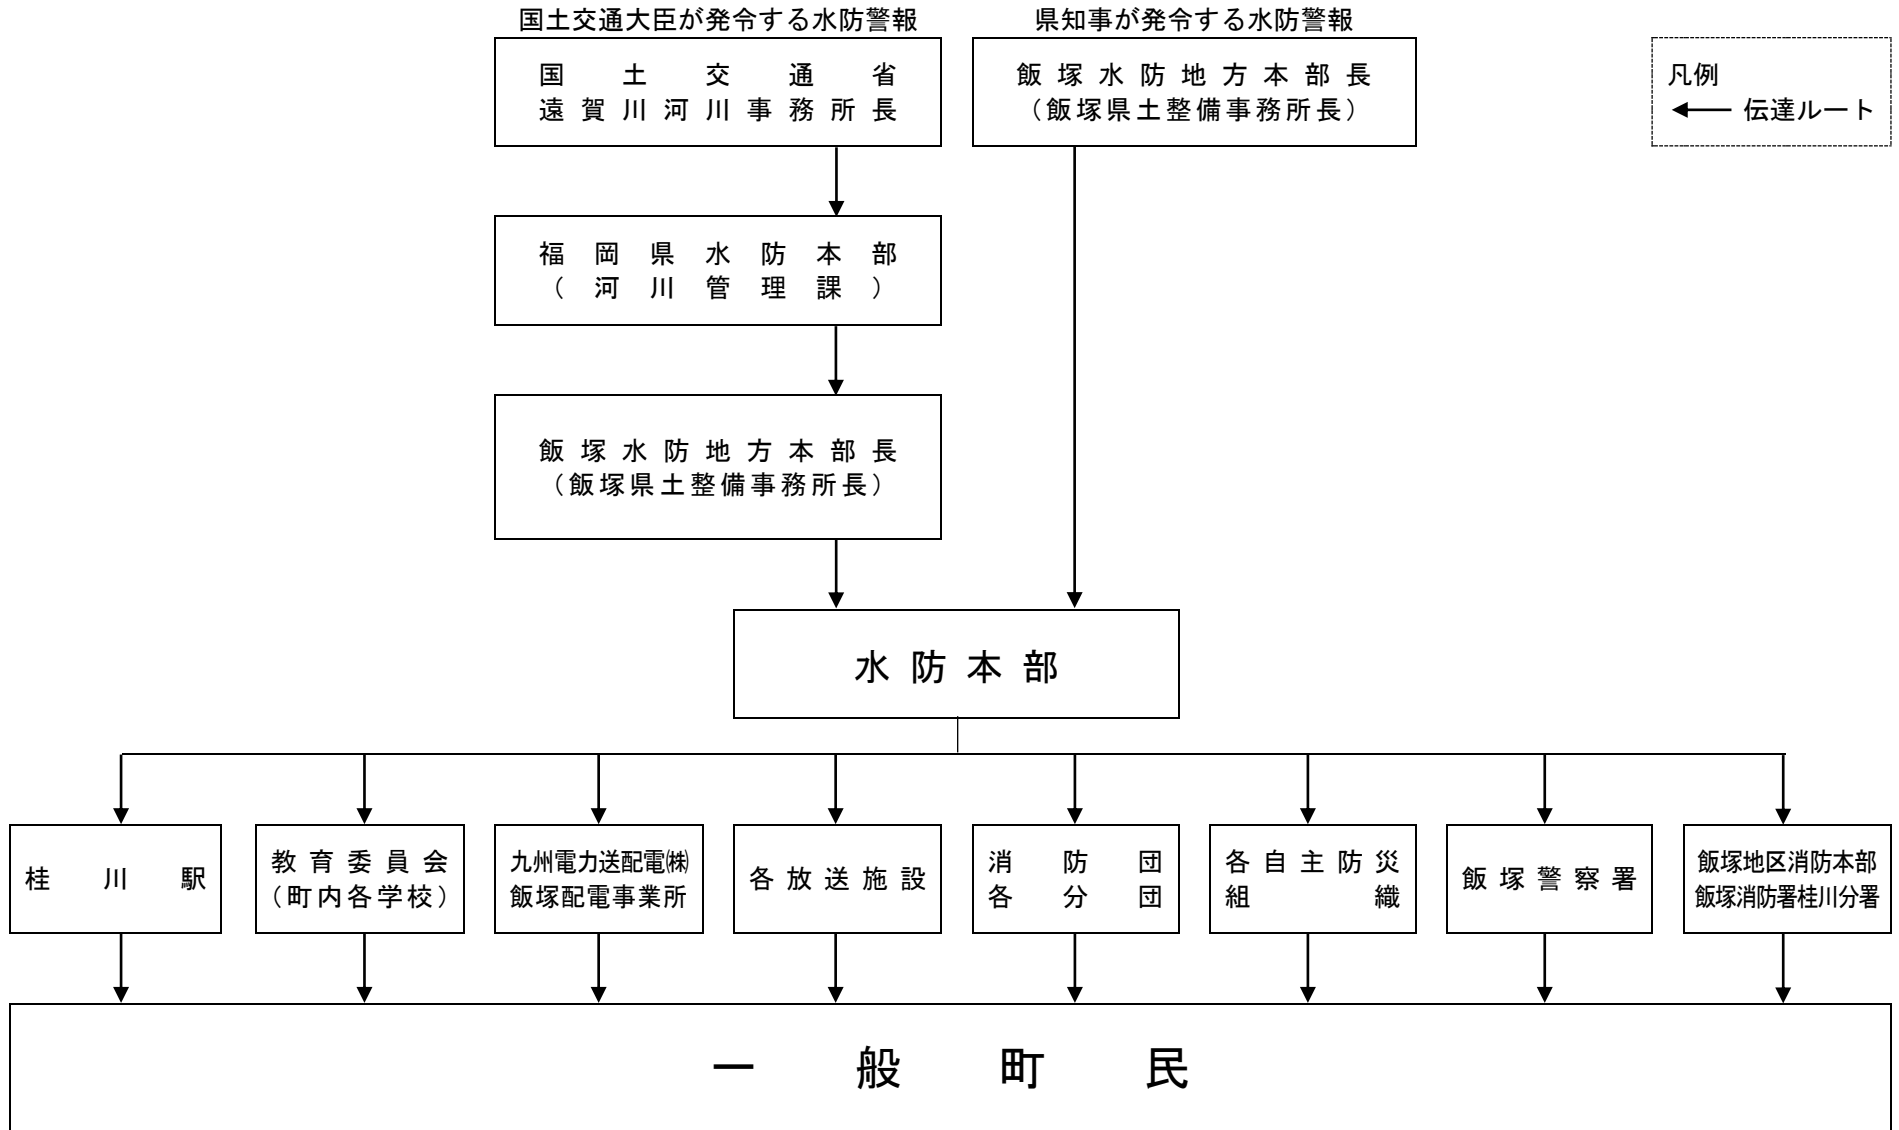 国土交通大臣が発令する水防警報
県知事が発令する水防警報
国土交通省
遠賀川河川事務所長
飯塚水防地方本部長
（飯塚県土整備事務所長）
凡例
伝達ルート
福岡県水防本部
（河川管理課）
飯塚水防地方本部長
（飯塚県土整備事務所長）
水防本部
桂川駅
教育委員会
（町内各学校）
九州電力送配電㈱
飯塚配電事業所
各放送施設
消防団
各分団
各自主防災
組織
飯塚警察署
飯塚地区消防本部
飯塚消防署桂川分署
一般町民